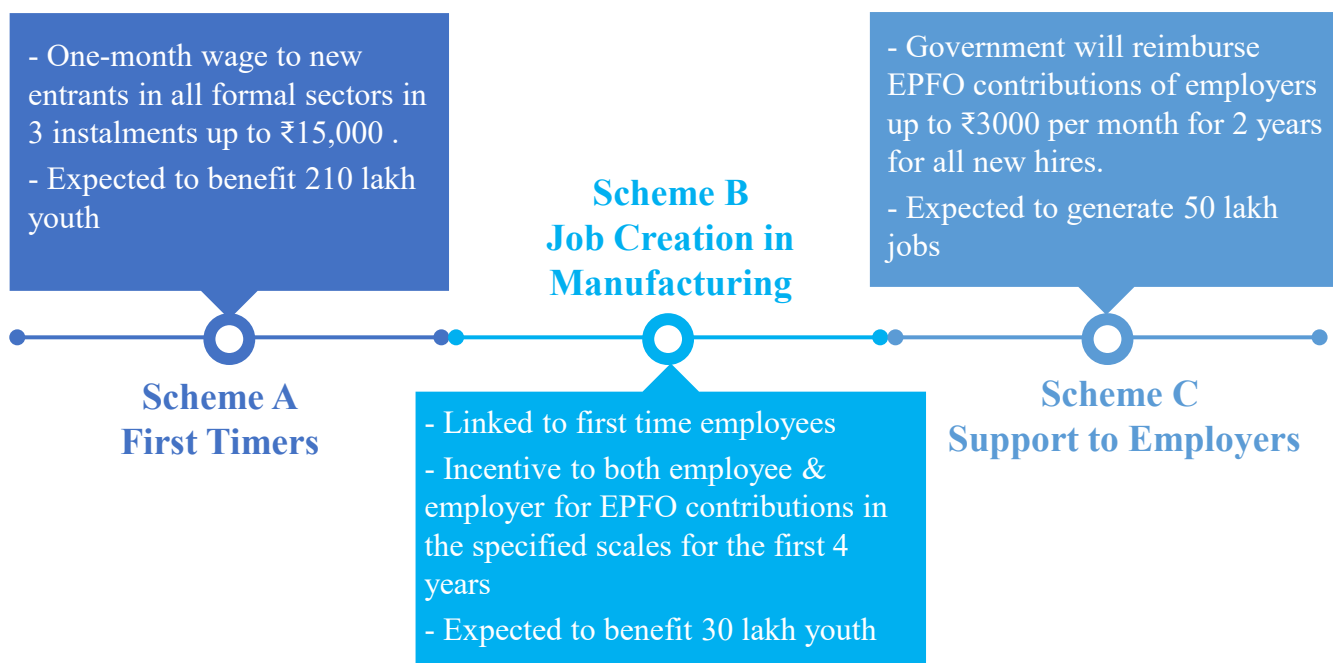 - One-month wage to new
entrants in all formal sectors in
3 instalments up to ₹15,000 .
- Expected to benefit 210 lakh
youth
Scheme A
First Timers
Scheme B
Job Creation in
Manufacturing
- Linked to first time employees
- Incentive to both employee &
employer for EPFO contributions in
the specified scales for the first 4
years
- Expected to benefit 30 lakh youth
- Government will reimburse
EPFO contributions of employers
up to ₹3000 per month for 2 years
for all new hires.
- Expected to generate 50 lakh
jobs
Scheme C
Support to Employers